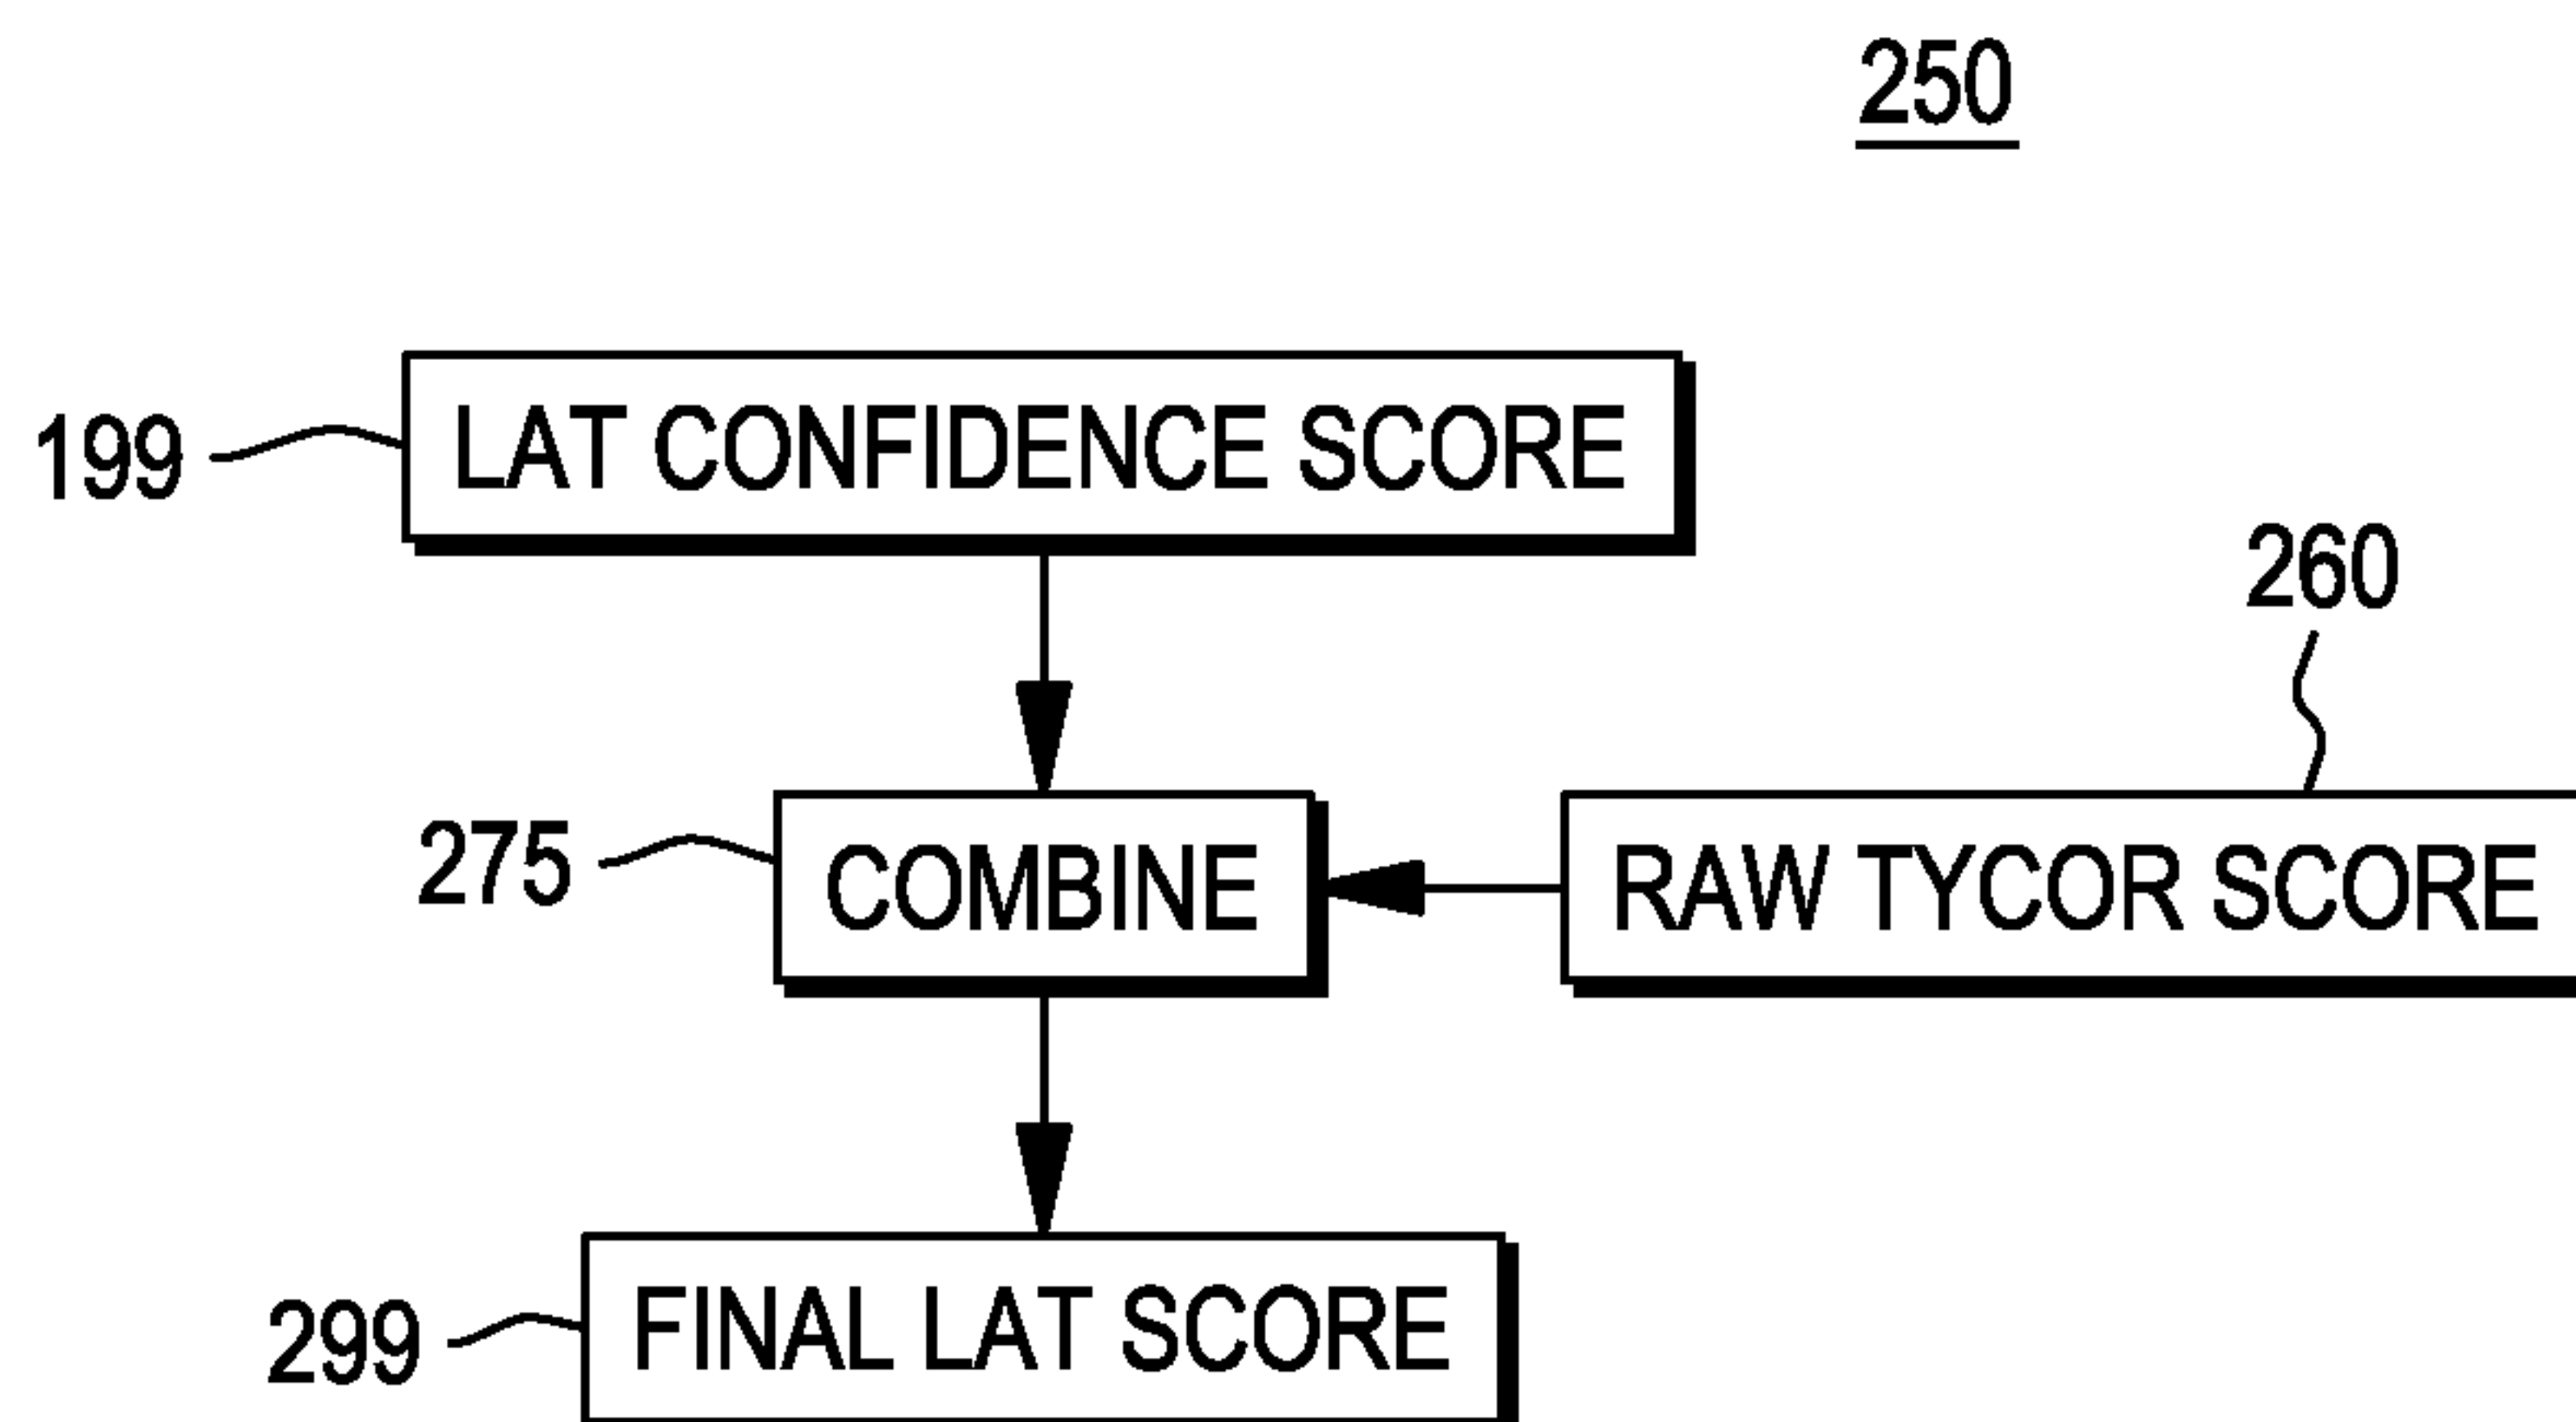 250
199
LAT CONFIDENCE SCORE
260
275
COMBINE
RAW TYCOR SCORE
299
FINAL LAT SCORE